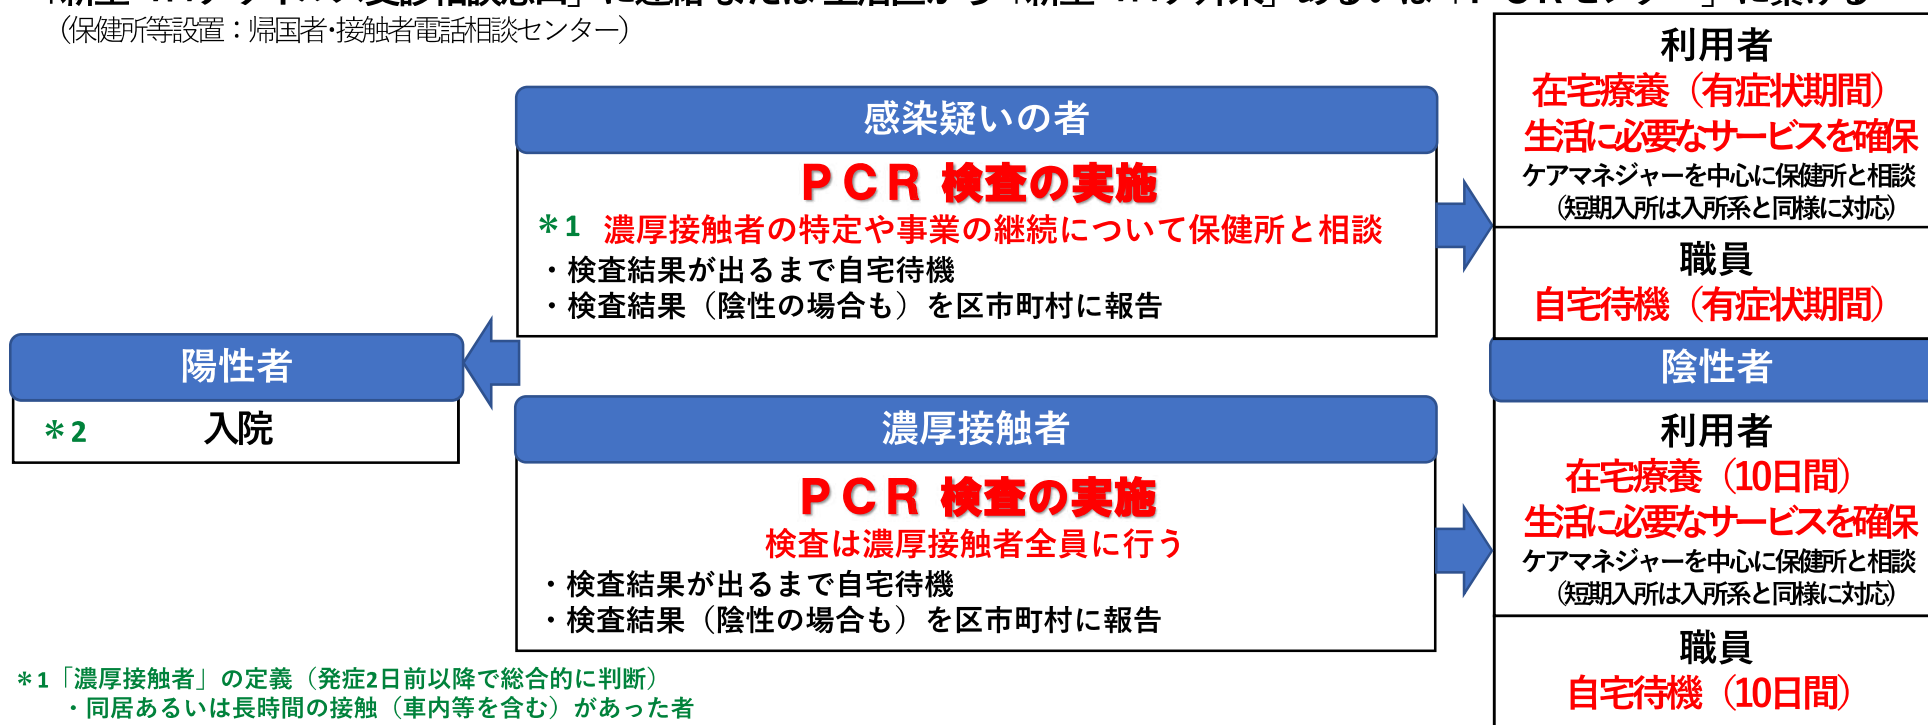 （保健所等設置：帰国者・接触者電話相談センター）
感染疑いの者
ＰＣＲ 検査の実施
＊1 濃厚接触者の特定や事業の継続について保健所と相談
・検査結果が出るまで自宅待機
・検査結果（陰性の場合も）を区市町村に報告
陽性者
＊2 入院
濃厚接触者
ＰＣＲ 検査の実施
検査は濃厚接触者全員に行う
・検査結果が出るまで自宅待機
・検査結果（陰性の場合も）を区市町村に報告
利用者
在宅療養（有症状期間）
生活に必要なサービスを確保
ケアマネジャーを中心に保健所と相談
（短期入所は入所系と同様に対応）
職員
自宅待機（有症状期間）
陰性者
利用者
在宅療養（10日間）
生活に必要なサービスを確保
ケアマネジャーを中心に保健所と相談
（短期入所は入所系と同様に対応）
職員
自宅待機（10日間）
＊1「濃厚接触者」の定義（発症2日前以降で総合的に判断）
・同居あるいは長時間の接触（車内等を含む）があった者